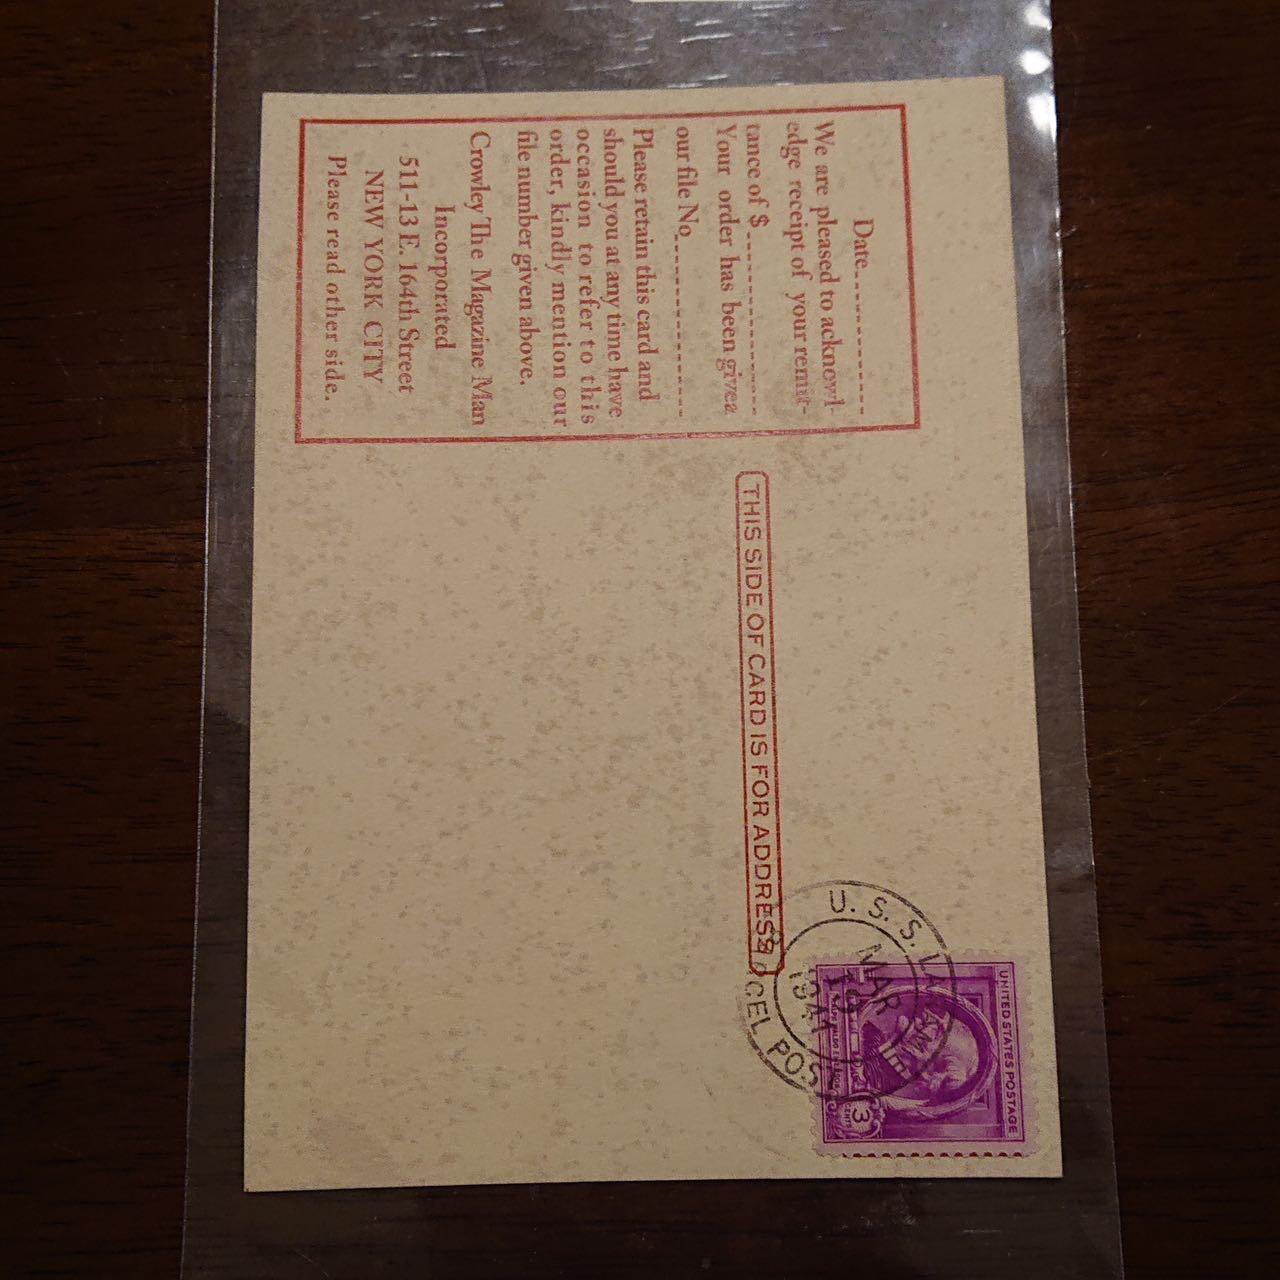 Date
We are pleased to acknowl-
edge receipt of your remit-
tance of $
Your order has been given
our file No.
Please retain this card and
should you at any time have
occasion to refer to this
order, kindly mention our
file number given above.
Crowley The Magazine Man
Incorporated
511-13 E. 164th Street
NEW YORK CITY
Please read other side.
THIS SIDE OF CARD IS FOR ADDRESS
U.S.S.
MAR
1941
POST
UNITED STATES POSTAGE
3
CENTS